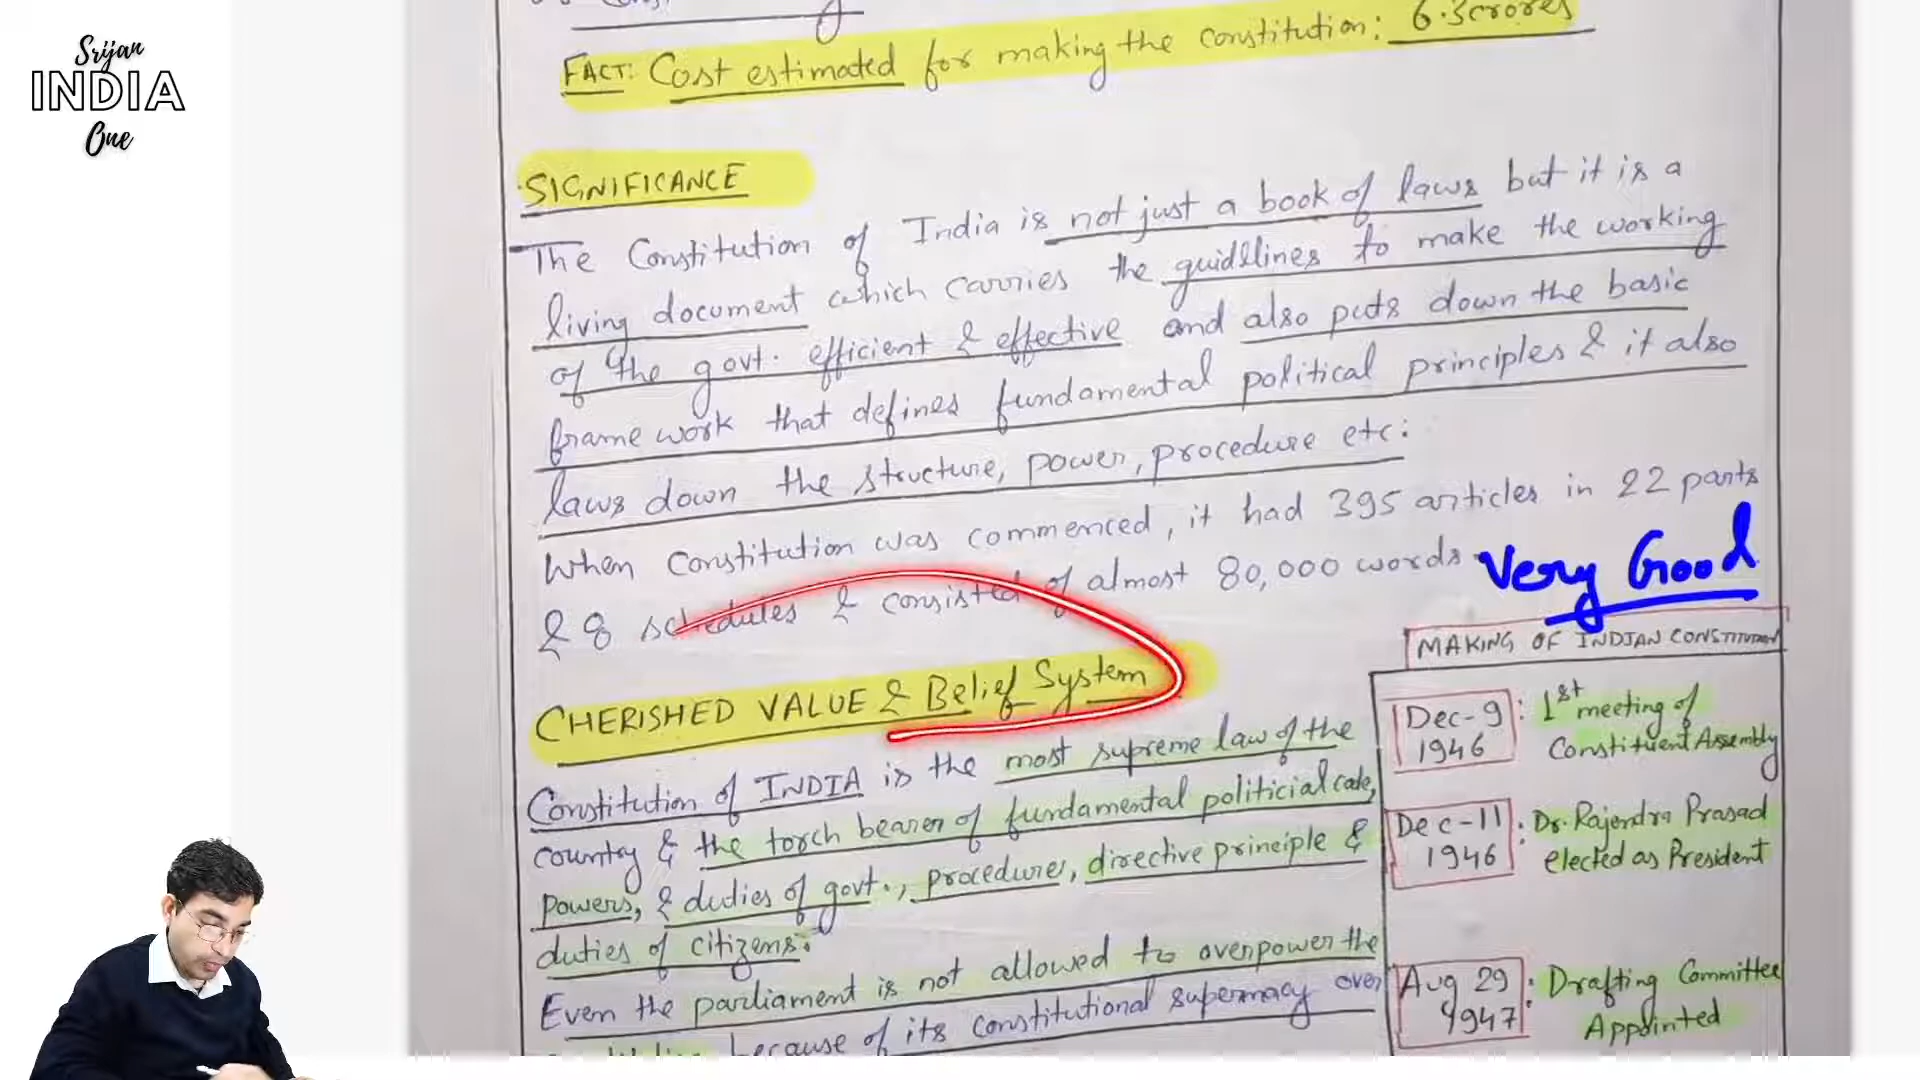 Srijan
INDIA
One
FACT: Cost estimated for making the constitution: 6.3crores
SIGNIFICANCE
The Constitution of India is not just a book of laws but it is a
living document which carries the guidllines to make the working
of the govt. efficient & effective and also puts down the basic
frame work that defines fundamental political principles & it also
laws down the structure, power, procedure etc:
When Constitution was commenced, it had 395 articles in 22 parts
& 8 schedules & consisted of almost 80,000 words
Very Good
CHERISHED VALUE & Belief System
Constitution of INDIA is the most supreme law of the
country & the torch bearer of fundamental politicial code,
powers, & duties of govt., procedure, directive principle &
duties of citizens.
Even the parliament is not allowed to overpower the
because of its constitutional supermacy over
MAKING OF INDIAN CONSTITUTION
Dec-9 1946 : 1st meeting of
Constituent Assembly
Dec-11 1946 : Dr. Rajendra Prasad
elected as President
Aug 29 1947 : Drafting Committee
Appointed